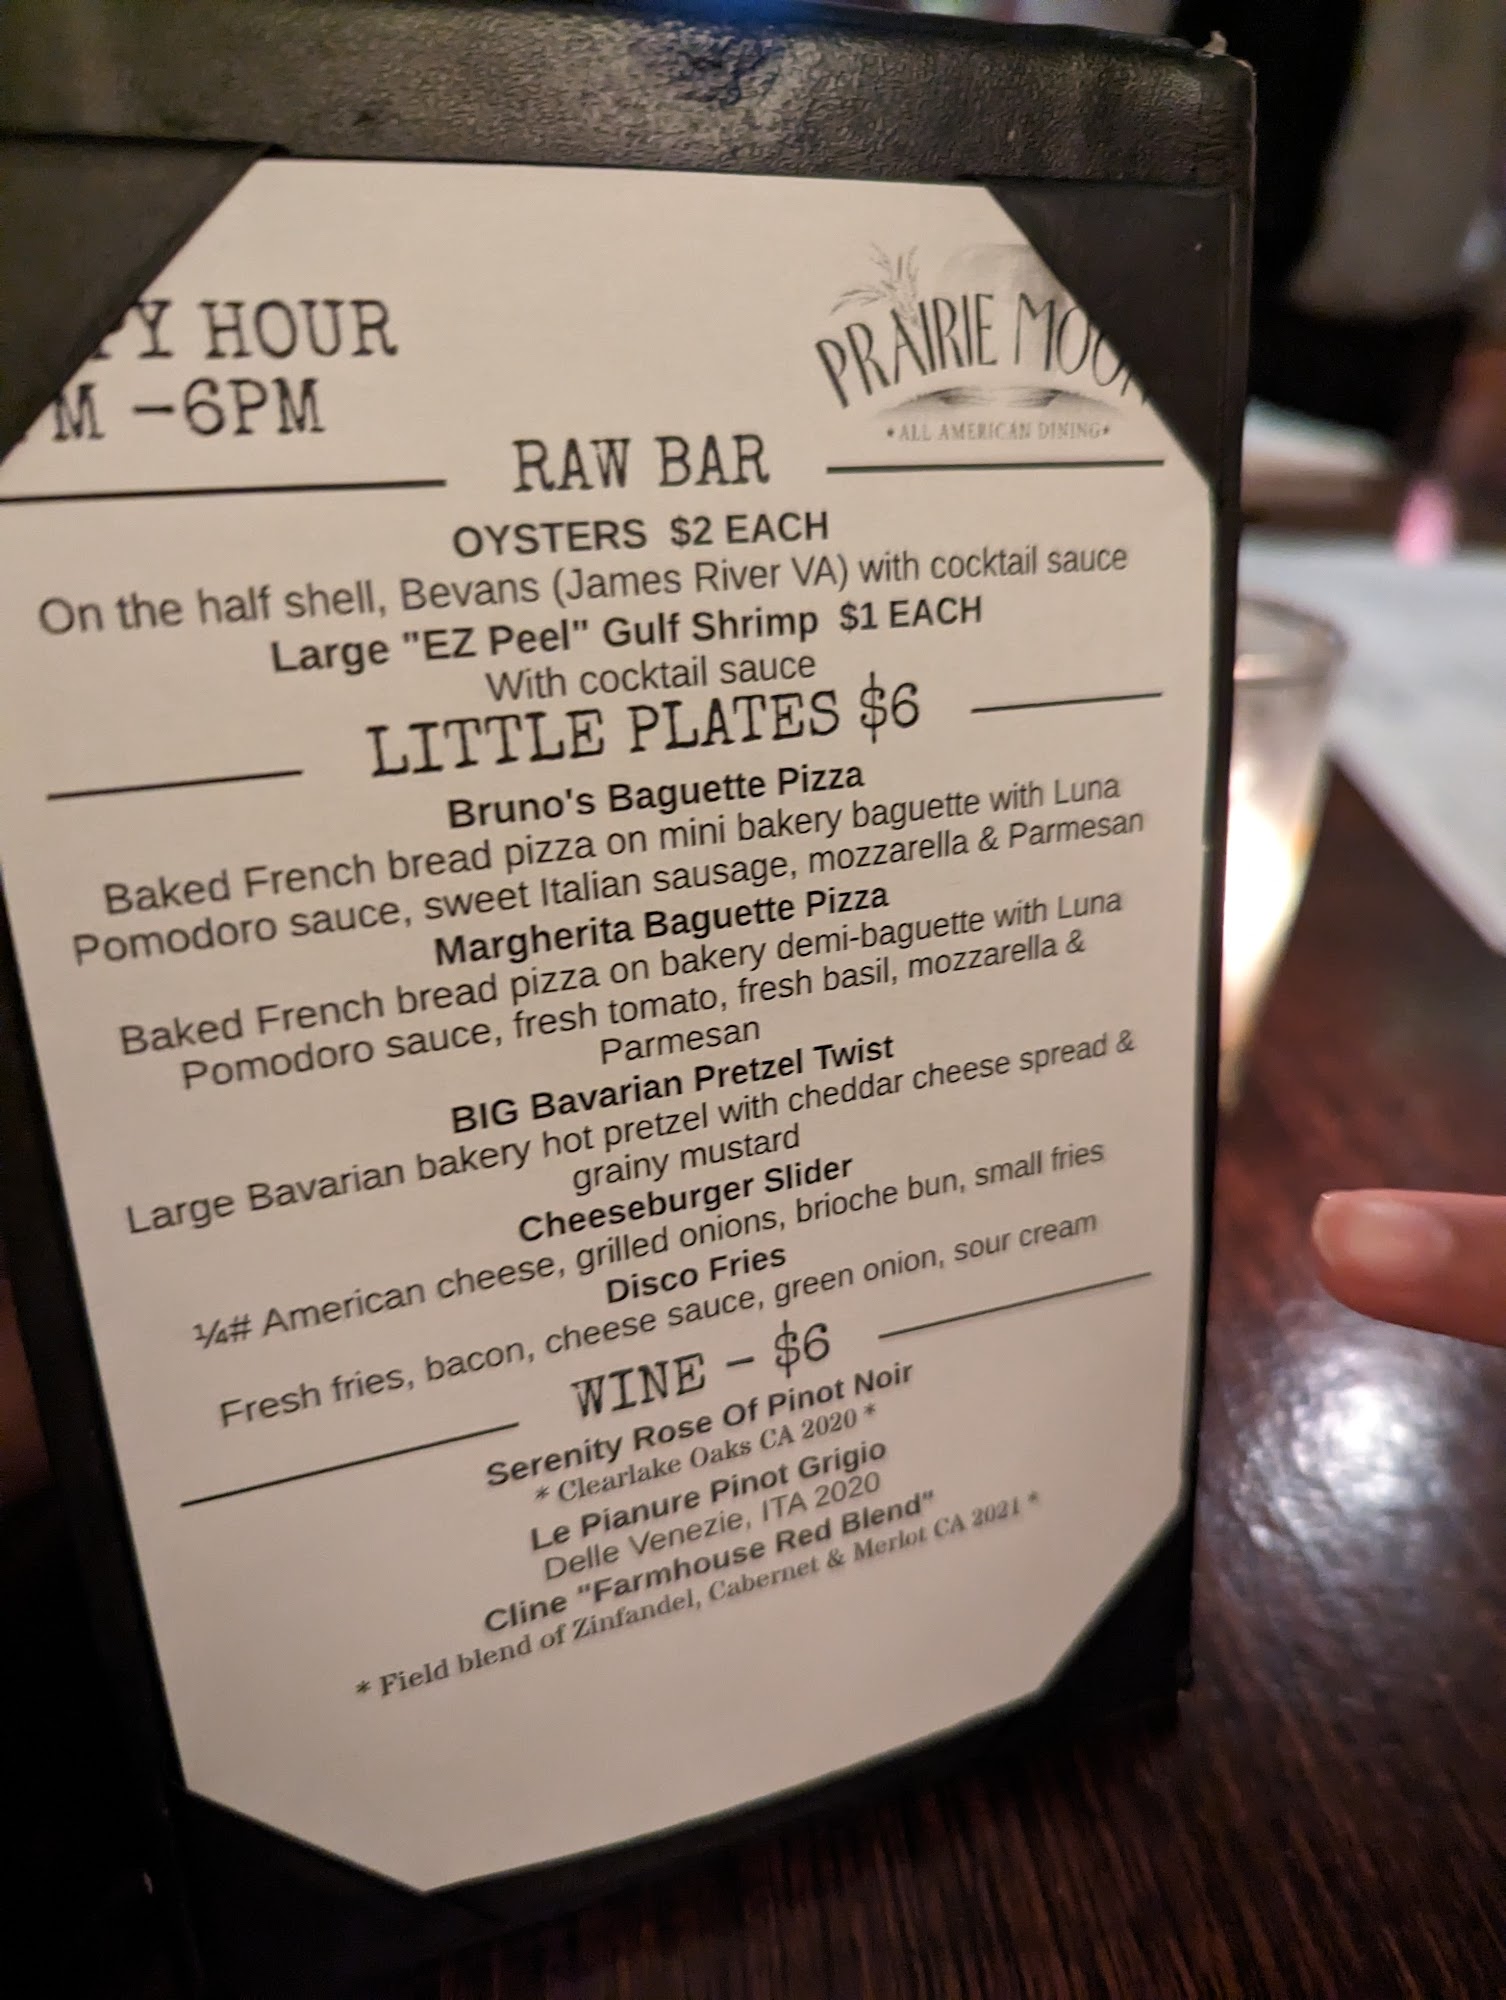 PY HOUR
M -6PM
PRAIRIE MOON
*ALL AMERICAN DINING*
RAW BAR
OYSTERS $2 EACH
On the half shell, Bevans (James River VA) with cocktail sauce
Large "EZ Peel" Gulf Shrimp $1 EACH
With cocktail sauce
LITTLE PLATES $6
Bruno's Baguette Pizza
Baked French bread pizza on mini bakery baguette with Luna
Pomodoro sauce, sweet Italian sausage, mozzarella & Parmesan
Margherita Baguette Pizza
Baked French bread pizza on bakery demi-baguette with Luna
Pomodoro sauce, fresh tomato, fresh basil, mozzarella &
Parmesan
BIG Bavarian Pretzel Twist
Large Bavarian bakery hot pretzel with cheddar cheese spread &
grainy mustard
Cheeseburger Slider
¼# American cheese, grilled onions, brioche bun, small fries
Disco Fries
Fresh fries, bacon, cheese sauce, green onion, sour cream
WINE – $6
Serenity Rose Of Pinot Noir
* Clearlake Oaks CA 2020 *
Le Pianure Pinot Grigio
Delle Venezie, ITA 2020
Cline "Farmhouse Red Blend"
* Field blend of Zinfandel, Cabernet & Merlot CA 2021 *